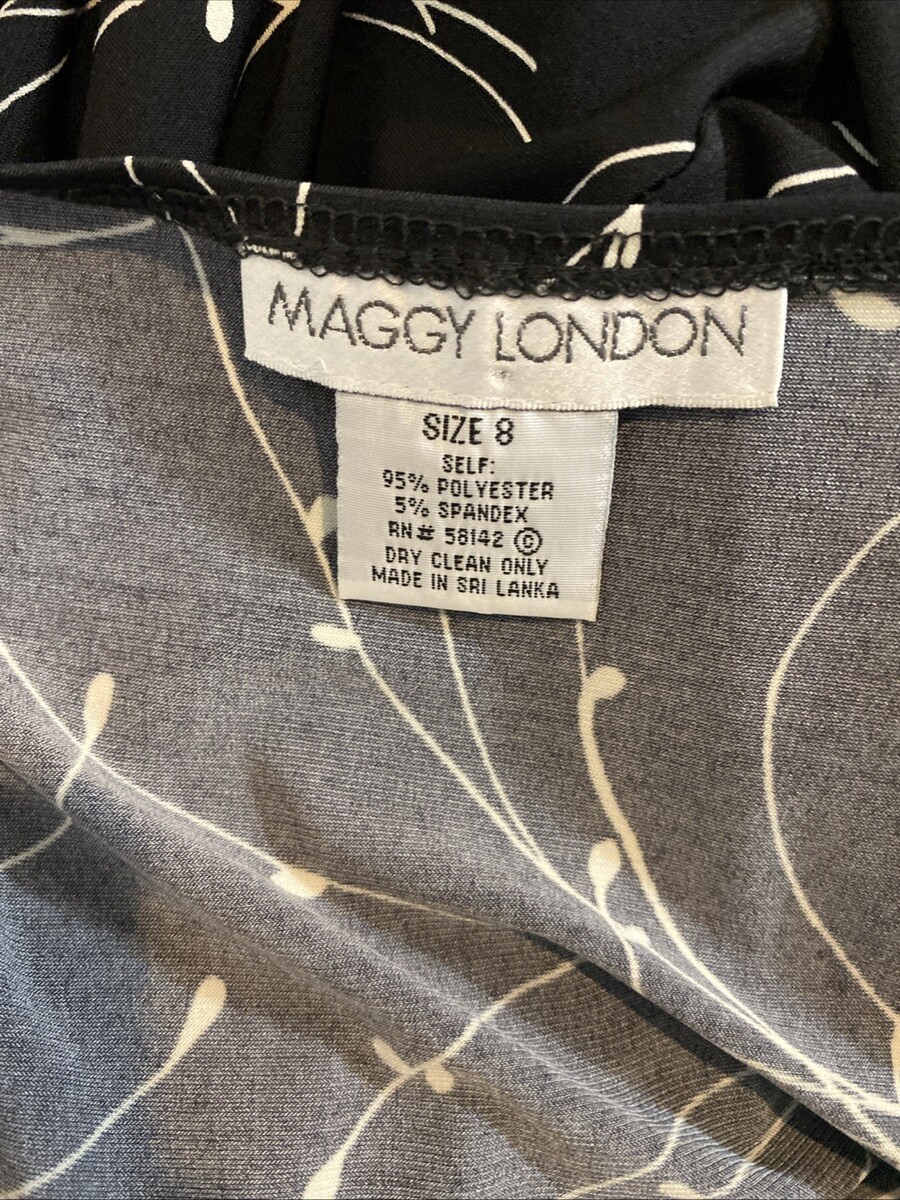 MAGGY LONDON
SIZE 8
SELF:
95% POLYESTER
5% SPANDEX
RN# 58142 ©
DRY CLEAN ONLY
MADE IN SRI LANKA